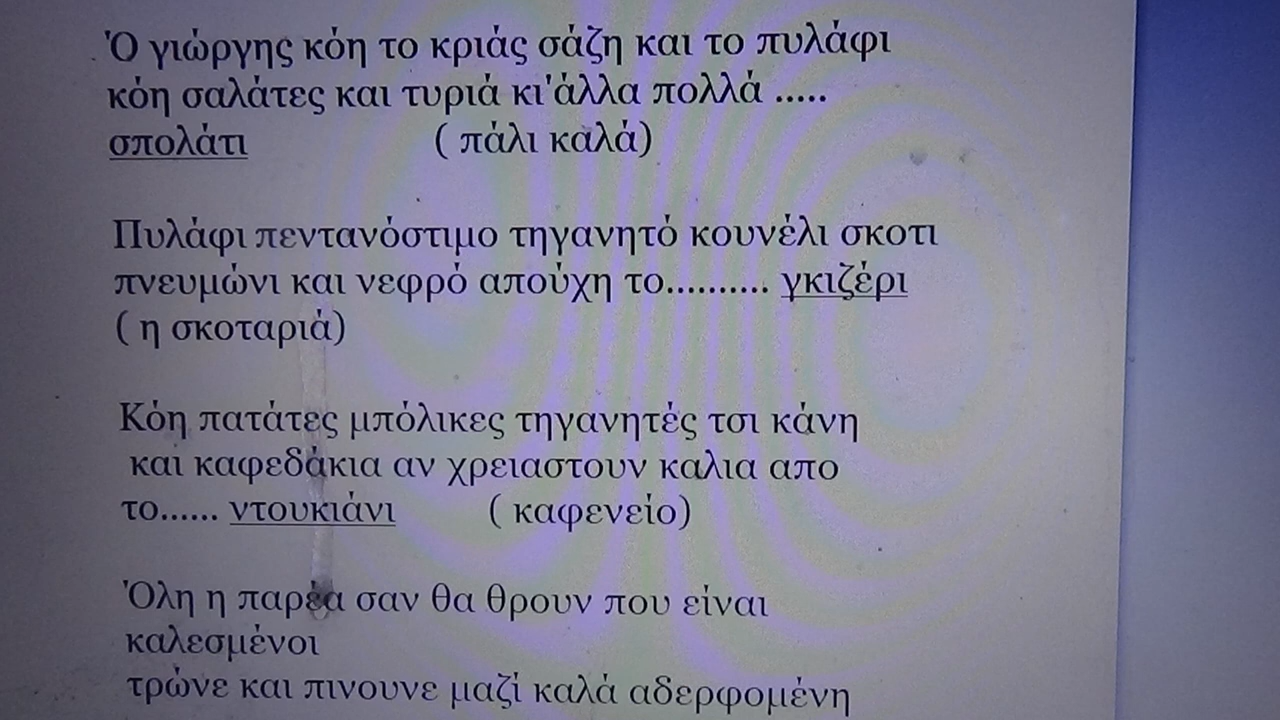 Ό γιώργης κόη το κριάς σάζη και το πυλάφι
κόη σαλάτες και τυριά κι'άλλα πολλά .....
σπολάτι ( πάλι καλά)
Πυλάφι πεντανόστιμο τηγανητό κουνέλι σκοτι
πνευμώνι και νεφρό απούχη το.......... γκιζέρι
( η σκοταριά)
Κόη πατάτες μπόλικες τηγανητές τσι κάνη
και καφεδάκια αν χρειαστουν καλια απο
το...... ντουκιάνι ( καφενείο)
Όλη η παρέα σαν θα θρουν που είναι
καλεσμένοι
τρώνε και πινουνε μαζί καλά αδερφομένη